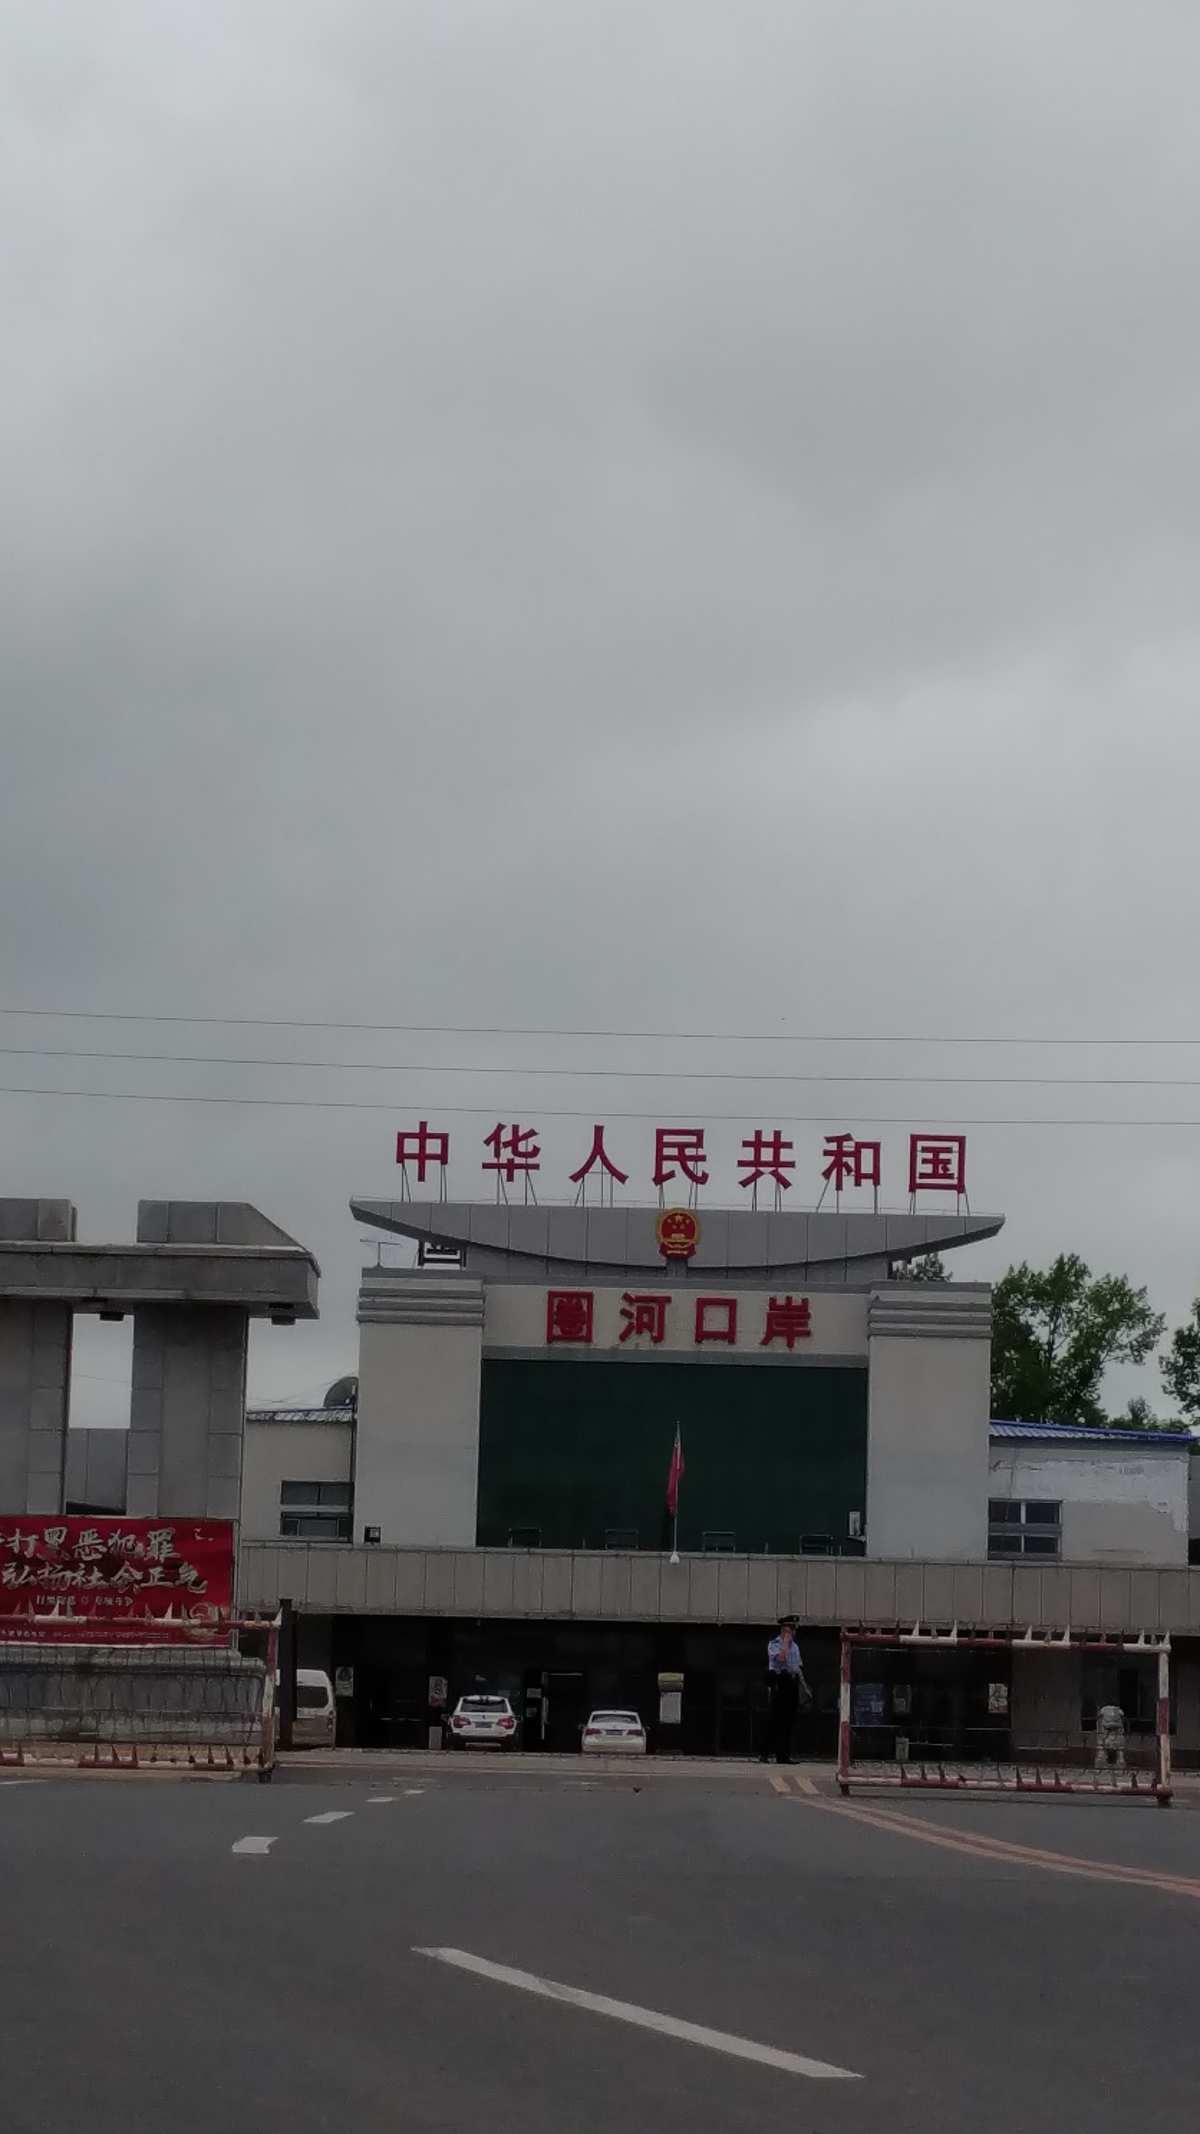 中华人民共和国
圈河口岸
打黑恶犯罪
弘扬社会正气